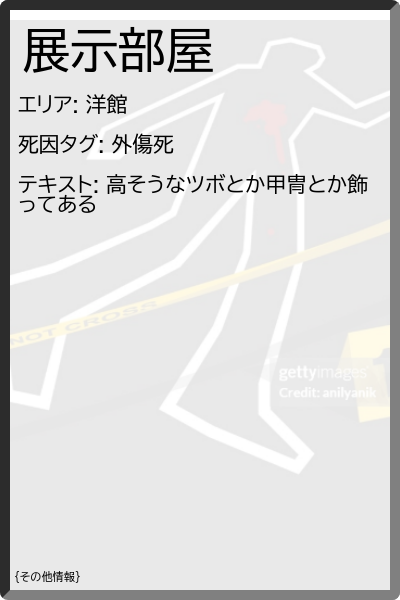 展示部屋
エリア: 洋館
死因タグ: 外傷死
テキスト: 高そうなツボとか甲冑とか飾
ってある
NOT CROSS
gettyimages
Credit: anilyanik
{その他情報}